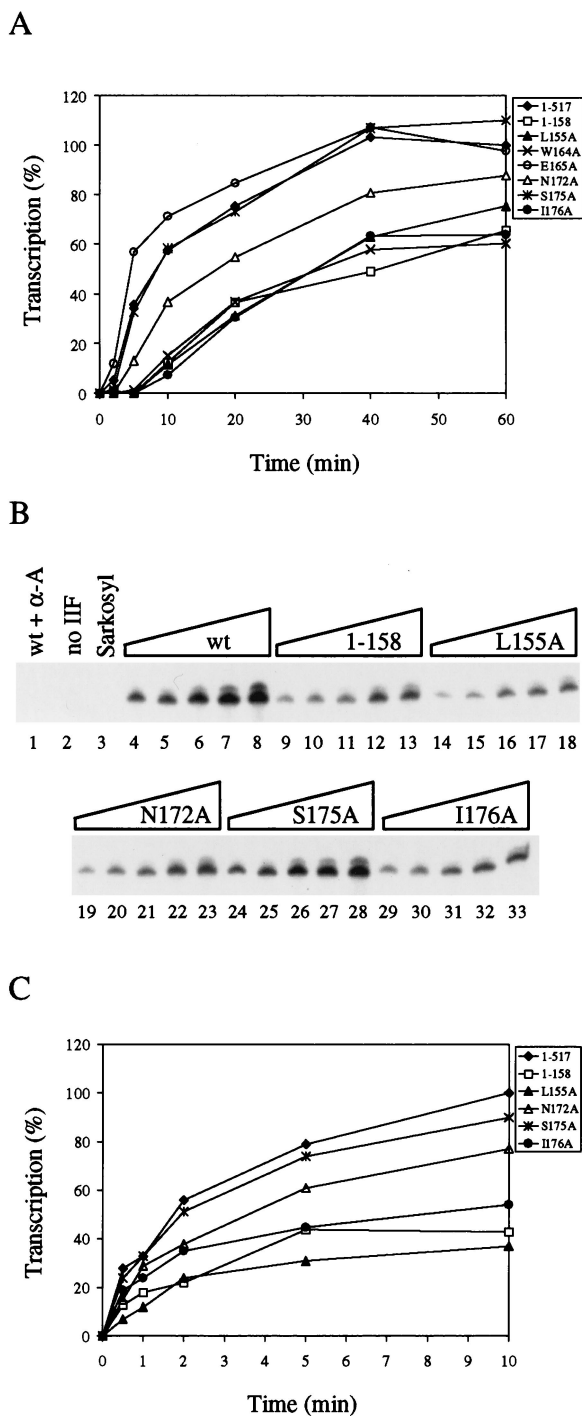 A
Transcription (%)
120
100
80
60
40
20
0
0 10 20 30 40 50 60
Time (min)
1-517
1-158
L155A
W164A
E165A
N172A
S175A
I176A
B
wt + α-A
no IIF
Sarkosyl
wt
1-158
L155A
1 2 3 4 5 6 7 8 9 10 11 12 13 14 15 16 17 18
N172A
S175A
I176A
19 20 21 22 23 24 25 26 27 28 29 30 31 32 33
C
Transcription (%)
120
100
80
60
40
20
0
0 1 2 3 4 5 6 7 8 9 10
Time (min)
1-517
1-158
L155A
N172A
S175A
I176A